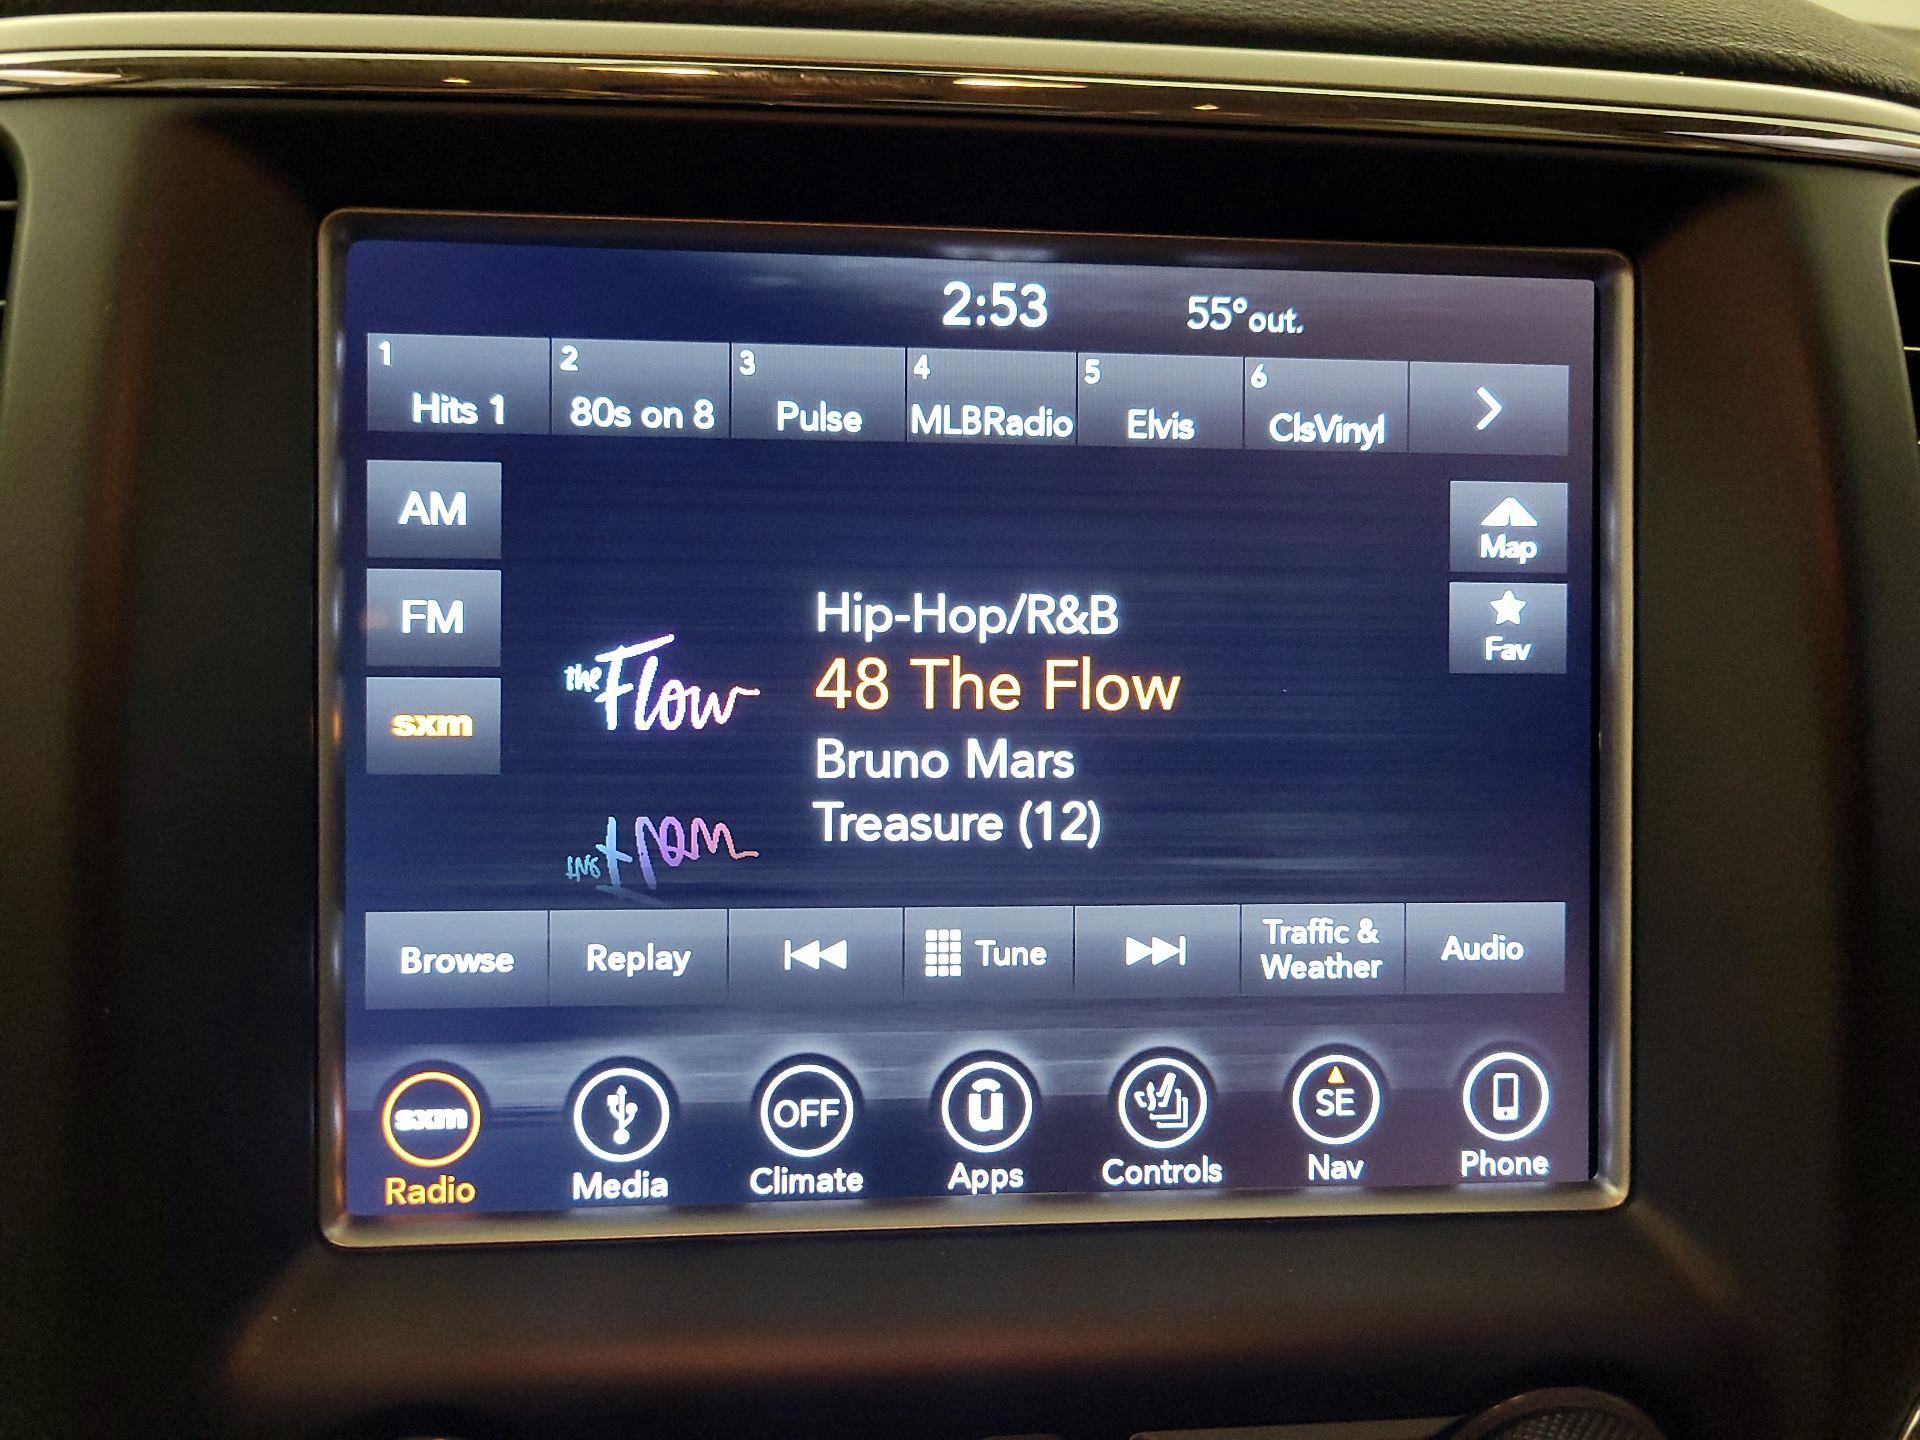 2:53 55°out.
1 2 3 4 5 6
Hits 1 80s on 8 Pulse MLBRadio Elvis ClsVinyl
AM
Map
FM
Fav
sxm
the Flow
Hip-Hop/R&B
48 The Flow
Bruno Mars
Treasure (12)
Browse Replay Tune Traffic & Weather Audio
sxm OFF u SE
Radio Media Climate Apps Controls Nav Phone